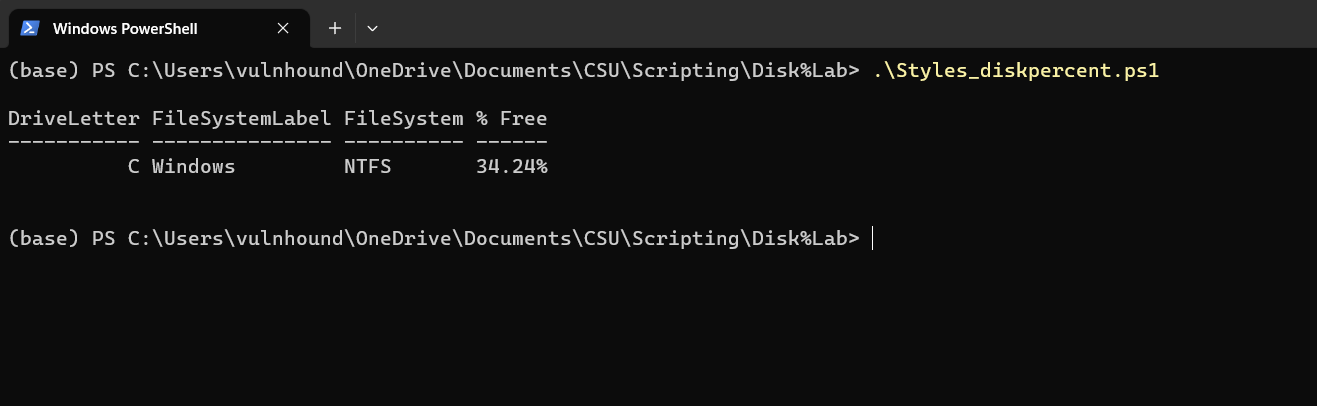 Windows PowerShell
(base) PS C:\Users\vulnhound\OneDrive\Documents\CSU\Scripting\Disk%Lab> .\Styles_diskpercent.ps1
DriveLetter FileSystemLabel FileSystem % Free
----------- --------------- ---------- ------
C Windows NTFS 34.24%
(base) PS C:\Users\vulnhound\OneDrive\Documents\CSU\Scripting\Disk%Lab>